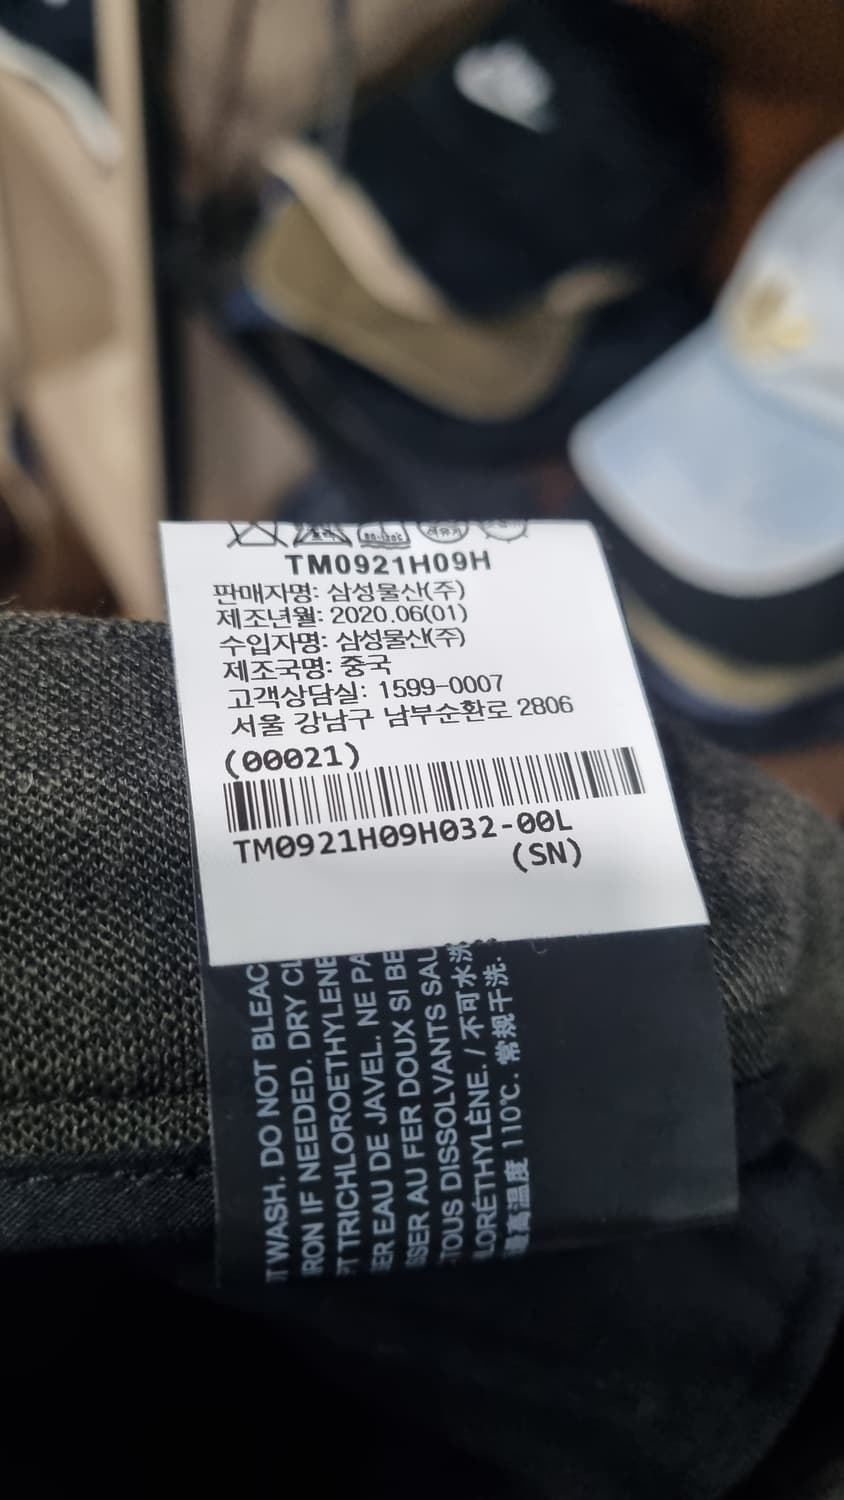 TM0921H09H
판매자명: 삼성물산(주)
제조년월: 2020.06(01)
수입자명: 삼성물산(주)
제조국명: 중국
고객상담실: 1599-0007
서울 강남구 남부순환로 2806
(00021)
TM0921H09H032-00L
(SN)
WASH. DO NOT BLEAC
RON IF NEEDED. DRY CL
TRICHLOROETHYLENE
ER EAU DE JAVEL. NE PA
SSER AU FER DOUX SI BE
TOUS DISSOLVANTS SAU
LORÉTHYLÈNE. / 不可水洗
最高温度 110℃. 常规干洗.